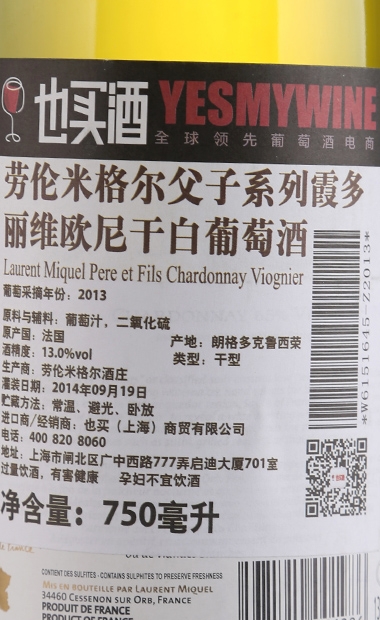 也买酒 YESMYWINE
全球领先葡萄酒电商
劳伦米格尔父子系列霞多
丽维欧尼干白葡萄酒
Laurent Miquel Pere et Fils Chardonnay Viognier
葡萄采摘年份：2013
原料与辅料：葡萄汁，二氧化硫
原产国：法国 产地：朗格多克鲁西荣
酒精度：13.0%vol 类型：干型
生产商：劳伦米格尔酒庄
灌装日期：2014年09月19日
贮藏方法：常温、避光、卧放
进口商/经销商：也买（上海）商贸有限公司
电话：400 820 8060
地址：上海市闸北区广中西路777弄启迪大厦701室
过量饮酒，有害健康 孕妇不宜饮酒
净含量：750毫升
*W6151645-Z2013*
de France
CONTIENT DES SULFITES - CONTAINS SULPHITES TO PRESERVE FRESHNESS
MIS EN BOUTEILLE PAR LAURENT MIQUEL
34460 CESSENON SUR ORB, FRANCE
PRODUIT DE FRANCE
PRODUCT OF FRANCE